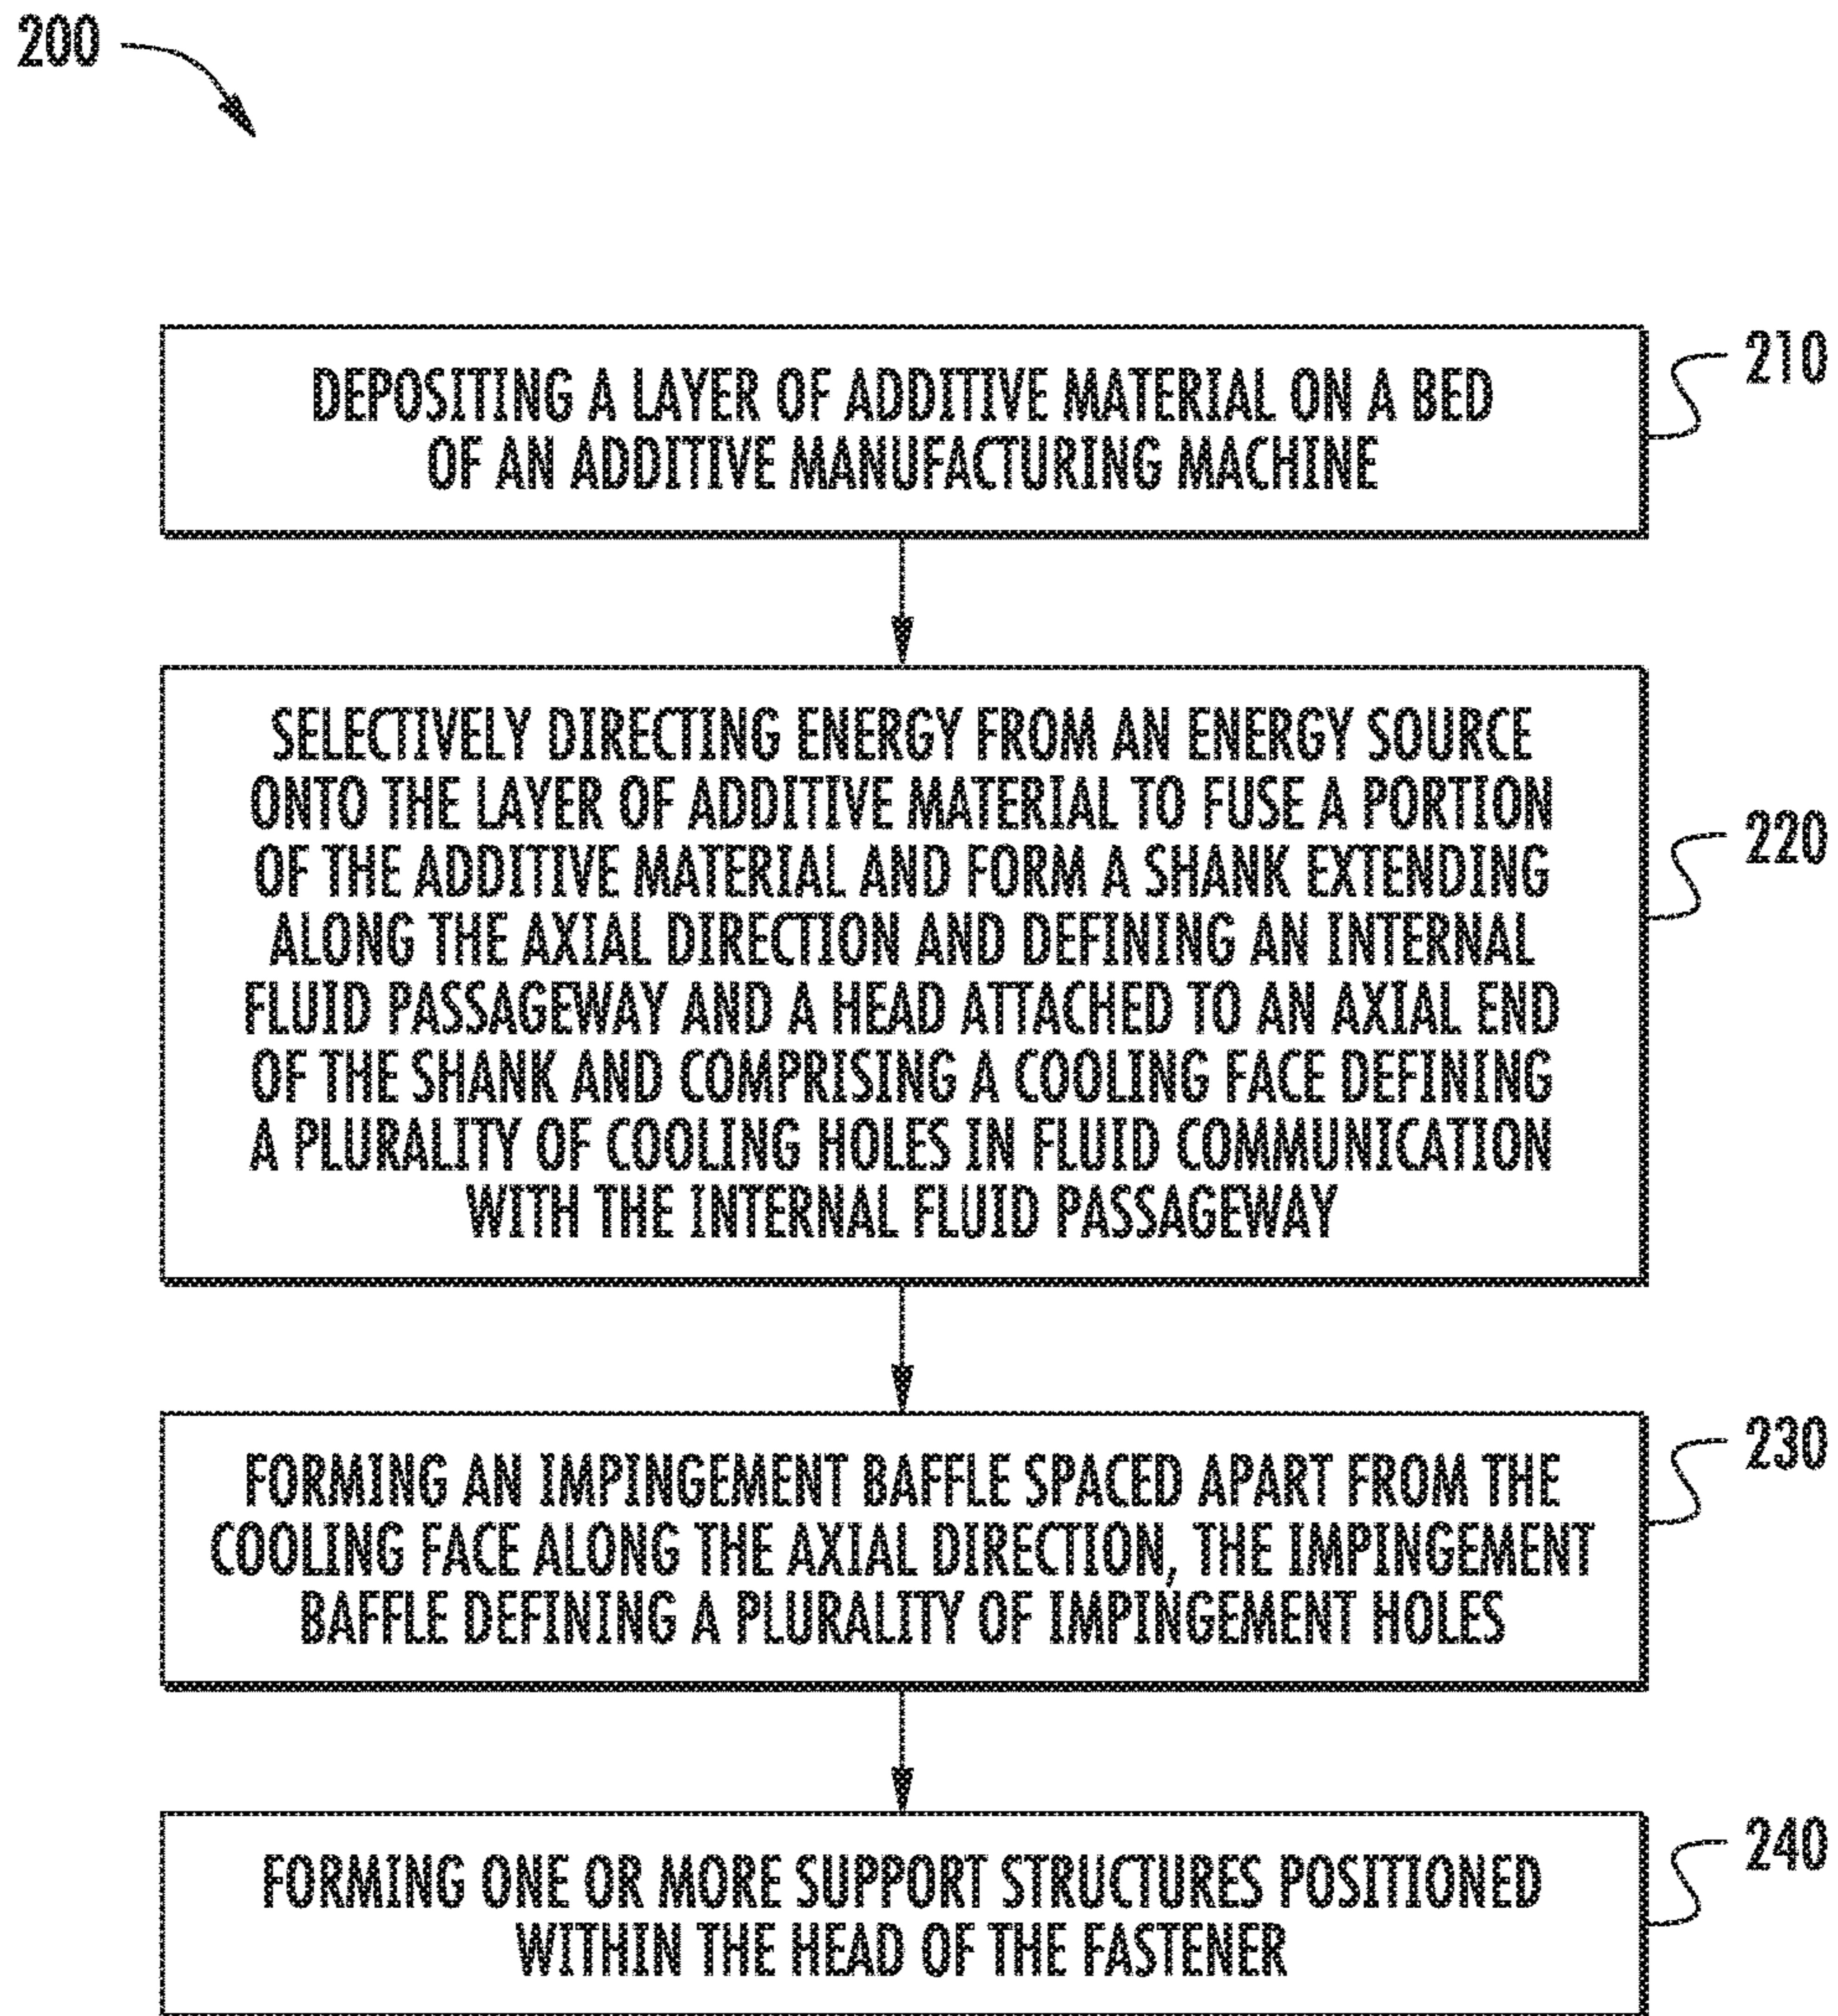 200
DEPOSITING A LAYER OF ADDITIVE MATERIAL ON A BED
OF AN ADDITIVE MANUFACTURING MACHINE
210
SELECTIVELY DIRECTING ENERGY FROM AN ENERGY SOURCE
ONTO THE LAYER OF ADDITIVE MATERIAL TO FUSE A PORTION
OF THE ADDITIVE MATERIAL AND FORM A SHANK EXTENDING
ALONG THE AXIAL DIRECTION AND DEFINING AN INTERNAL
FLUID PASSAGEWAY AND A HEAD ATTACHED TO AN AXIAL END
OF THE SHANK AND COMPRISING A COOLING FACE DEFINING
A PLURALITY OF COOLING HOLES IN FLUID COMMUNICATION
WITH THE INTERNAL FLUID PASSAGEWAY
220
FORMING AN IMPINGEMENT BAFFLE SPACED APART FROM THE
COOLING FACE ALONG THE AXIAL DIRECTION, THE IMPINGEMENT
BAFFLE DEFINING A PLURALITY OF IMPINGEMENT HOLES
230
FORMING ONE OR MORE SUPPORT STRUCTURES POSITIONED
WITHIN THE HEAD OF THE FASTENER
240